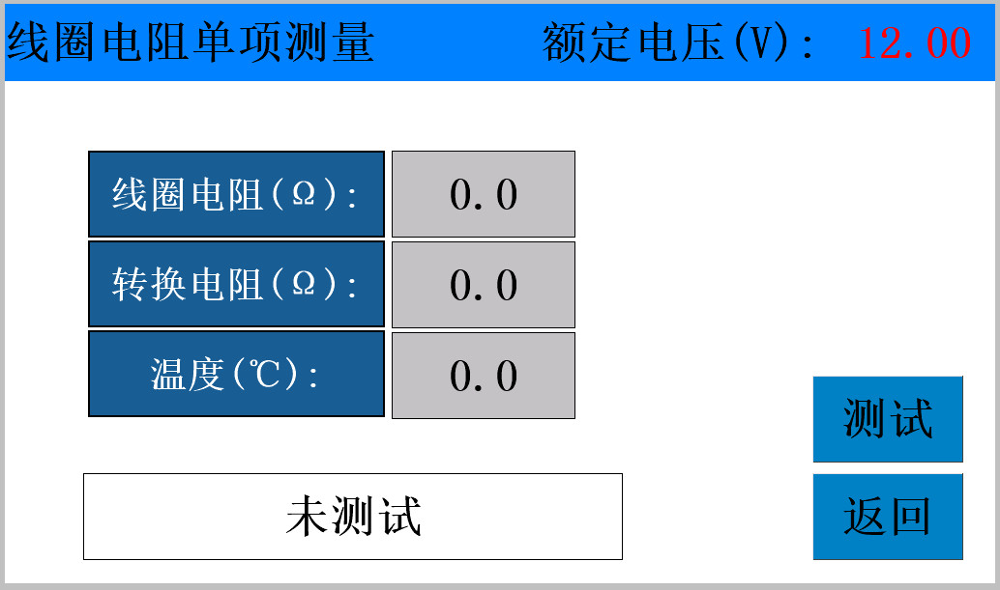 线圈电阻单项测量 额定电压(V): 12.00
线圈电阻(Ω): 0.0
转换电阻(Ω): 0.0
温度(℃): 0.0
测试
未测试
返回